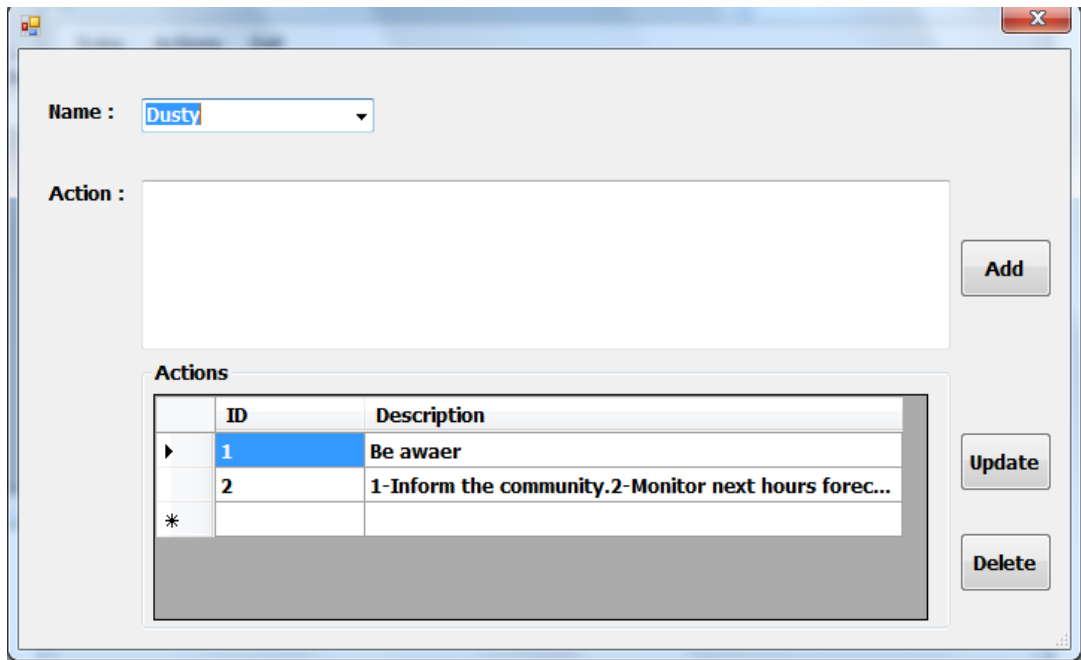 Name :
Dusty
Action :
Add
Actions
ID Description
1 Be awaer
2 1-Inform the community.2-Monitor next hours forec...
Update
Delete